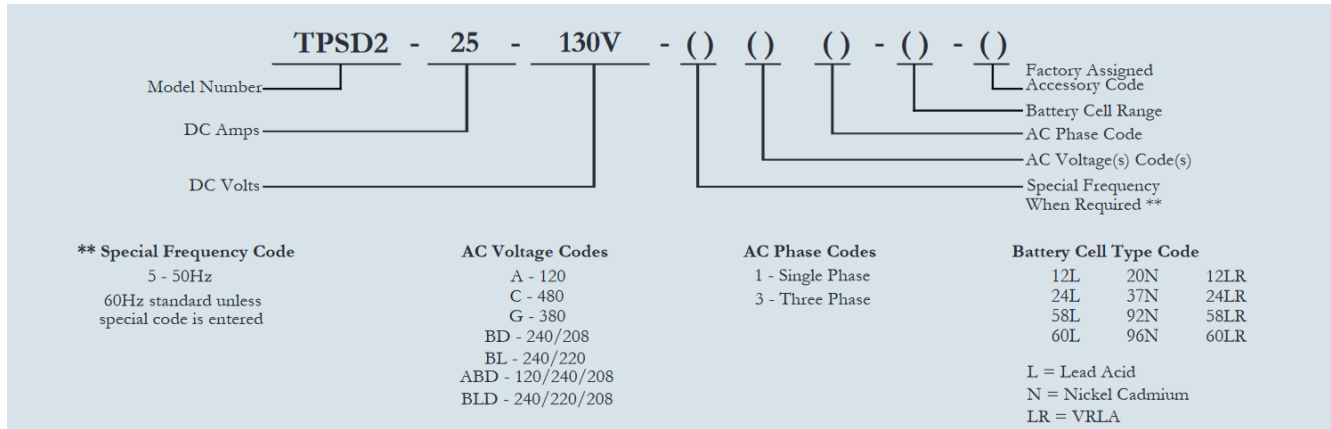 TPSD2 - 25 - 130V - ( ) ( ) ( ) - ( ) - ( )
Model Number
DC Amps
DC Volts
Factory Assigned
Accessory Code
Battery Cell Range
AC Phase Code
AC Voltage(s) Code(s)
Special Frequency
When Required **
** Special Frequency Code
5 - 50Hz
60Hz standard unless
special code is entered
AC Voltage Codes
A - 120
C - 480
G - 380
BD - 240/208
BL - 240/220
ABD - 120/240/208
BLD - 240/220/208
AC Phase Codes
1 - Single Phase
3 - Three Phase
Battery Cell Type Code
12L 20N 12LR
24L 37N 24LR
58L 92N 58LR
60L 96N 60LR
L = Lead Acid
N = Nickel Cadmium
LR = VRLA